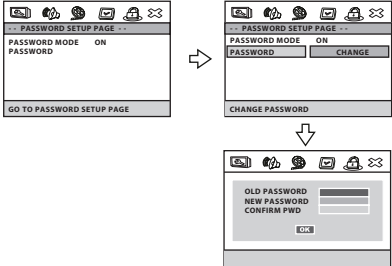 - - PASSWORD SETUP PAGE - -
PASSWORD MODE ON
PASSWORD
GO TO PASSWORD SETUP PAGE
- - PASSWORD SETUP PAGE - -
PASSWORD MODE ON
PASSWORD CHANGE
CHANGE PASSWORD
OLD PASSWORD
NEW PASSWORD
CONFIRM PWD
OK